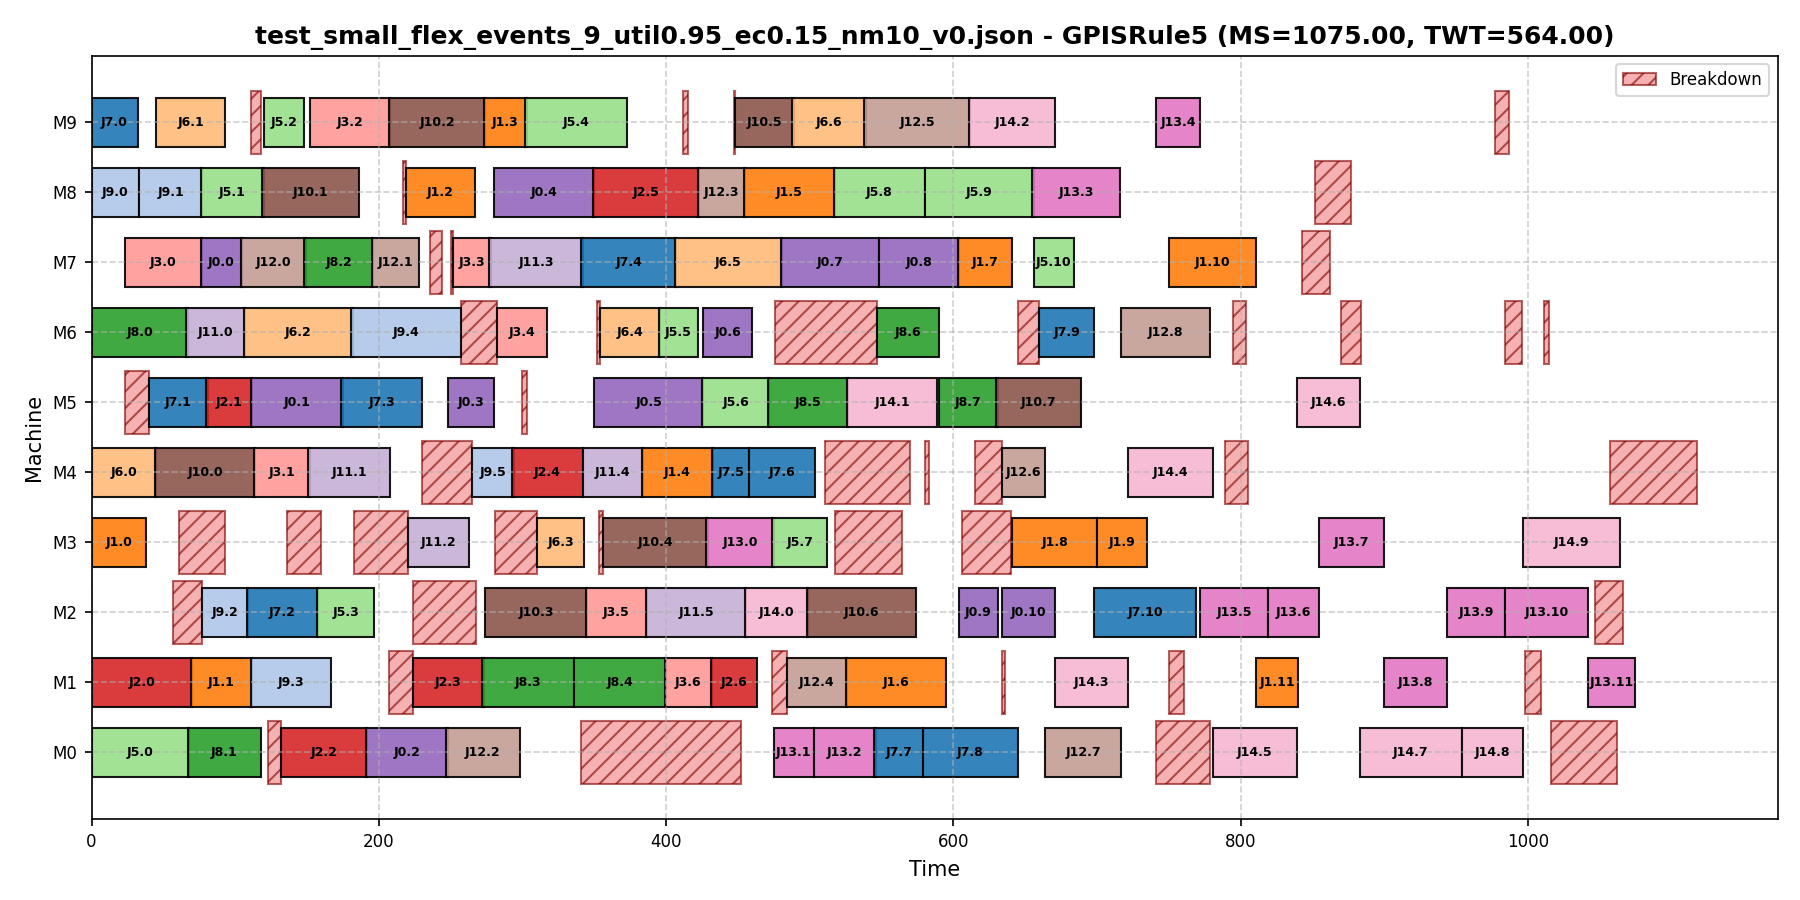 test_small_flex_events_9_util0.95_ec0.15_nm10_v0.json - GPISRule5 (MS=1075.00, TWT=564.00)
Breakdown
M9 J7.0 J6.1 J5.2 J3.2 J10.2 J1.3 J5.4 J10.5 J6.6 J12.5 J14.2 J13.4
M8 J9.0 J9.1 J5.1 J10.1 J1.2 J0.4 J2.5 J12.3 J1.5 J5.8 J5.9 J13.3
M7 J3.0 J0.0 J12.0 J8.2 J12.1 J3.3 J11.3 J7.4 J6.5 J0.7 J0.8 J1.7 J5.10 J1.10
M6 J8.0 J11.0 J6.2 J9.4 J3.4 J6.4 J5.5 J0.6 J8.6 J7.9 J12.8
M5 J7.1 J2.1 J0.1 J7.3 J0.3 J0.5 J5.6 J8.5 J14.1 J8.7 J10.7 J14.6
M4 J6.0 J10.0 J3.1 J11.1 J9.5 J2.4 J11.4 J1.4 J7.5 J7.6 J12.6 J14.4
M3 J1.0 J11.2 J6.3 J10.4 J13.0 J5.7 J1.8 J1.9 J13.7 J14.9
M2 J9.2 J7.2 J5.3 J10.3 J3.5 J11.5 J14.0 J10.6 J0.9 J0.10 J7.10 J13.5 J13.6 J13.9 J13.10
M1 J2.0 J1.1 J9.3 J2.3 J8.3 J8.4 J3.6 J2.6 J12.4 J1.6 J14.3 J1.11 J13.8 J13.11
M0 J5.0 J8.1 J2.2 J0.2 J12.2 J13.1 J13.2 J7.7 J7.8 J12.7 J14.5 J14.7 J14.8
Machine
0 200 400 600 800 1000
Time